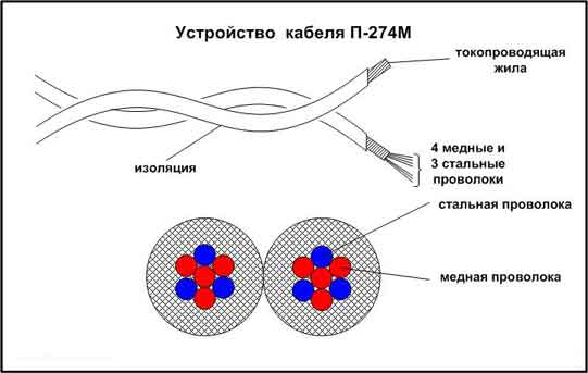 Устройство кабеля П-274М
токопроводящая
жила
изоляция
4 медные и
3 стальные
проволоки
стальная проволока
медная проволока